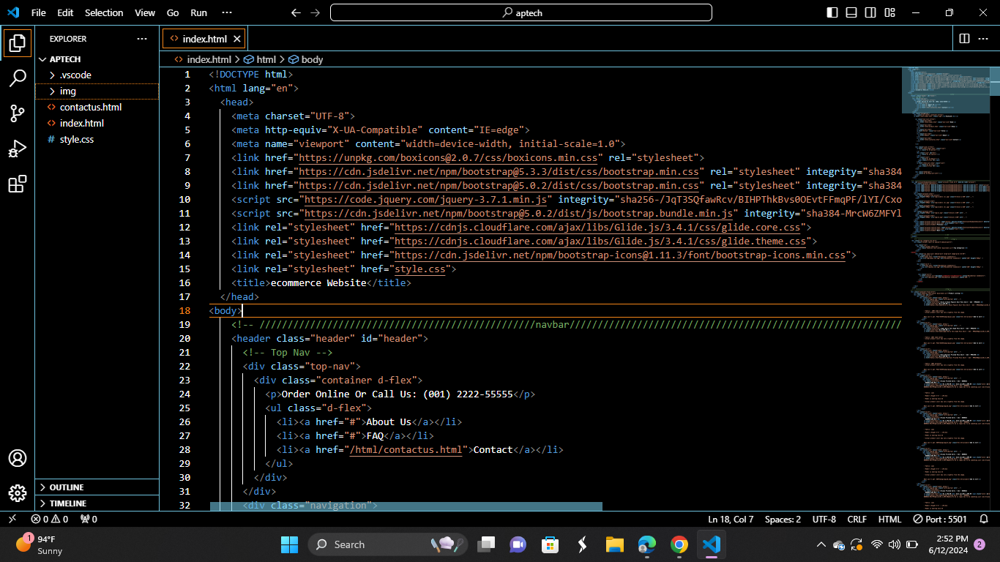 File Edit Selection View Go Run ··· aptech
EXPLORER ···
APTECH
.vscode
img
contactus.html
index.html
style.css
OUTLINE
TIMELINE
index.html
index.html > html > body
1 <!DOCTYPE html>
2 <html lang="en">
3 <head>
4 <meta charset="UTF-8">
5 <meta http-equiv="X-UA-Compatible" content="IE=edge">
6 <meta name="viewport" content="width=device-width, initial-scale=1.0">
7 <link href="https://unpkg.com/boxicons@2.0.7/css/boxicons.min.css" rel="stylesheet">
8 <link href="https://cdn.jsdelivr.net/npm/bootstrap@5.3.3/dist/css/bootstrap.min.css" rel="stylesheet" integrity="sha384
9 <link href="https://cdn.jsdelivr.net/npm/bootstrap@5.0.2/dist/css/bootstrap.min.css" rel="stylesheet" integrity="sha384
10 <script src="https://code.jquery.com/jquery-3.7.1.min.js" integrity="sha256-/JqT3SQfawRcv/BIHPThkBvs0OEvtFFmqPF/lYI/Cxo
11 <script src="https://cdn.jsdelivr.net/npm/bootstrap@5.0.2/dist/js/bootstrap.bundle.min.js" integrity="sha384-MrcW6ZMFYl
12 <link rel="stylesheet" href="https://cdnjs.cloudflare.com/ajax/libs/Glide.js/3.4.1/css/glide.core.css">
13 <link rel="stylesheet" href="https://cdnjs.cloudflare.com/ajax/libs/Glide.js/3.4.1/css/glide.theme.css">
14 <link rel="stylesheet" href="https://cdn.jsdelivr.net/npm/bootstrap-icons@1.11.3/font/bootstrap-icons.min.css">
15 <link rel="stylesheet" href="style.css">
16 <title>ecommerce Website</title>
17 </head>
18 <body>
19 <!-- /////////////////////////////////////////////////navbar///////////////////////////////////////////////////////////
20 <header class="header" id="header">
21 <!-- Top Nav -->
22 <div class="top-nav">
23 <div class="container d-flex">
24 <p>Order Online Or Call Us: (001) 2222-55555</p>
25 <ul class="d-flex">
26 <li><a href="#">About Us</a></li>
27 <li><a href="#">FAQ</a></li>
28 <li><a href="/html/contactus.html">Contact</a></li>
29 </ul>
30 </div>
31 </div>
32 <div class="navigation">
0 0 0 Ln 18, Col 7 Spaces: 2 UTF-8 CRLF HTML Port : 5501
1 94°F
Sunny
Search
2:52 PM
6/12/2024
2